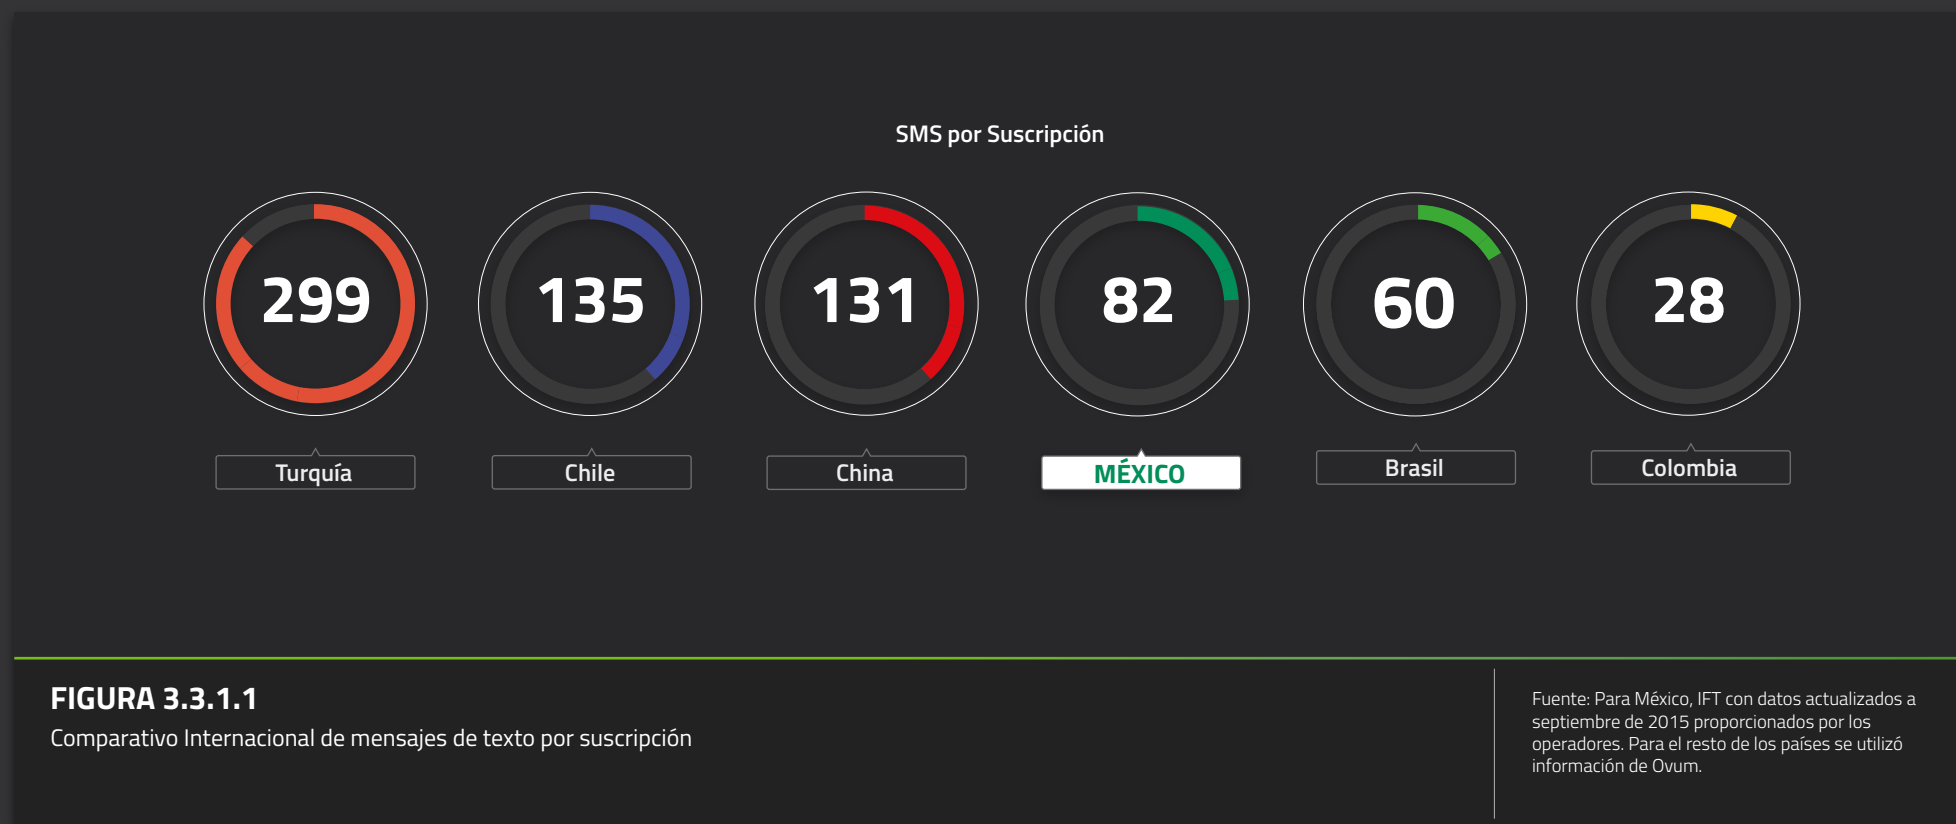 SMS por Suscripción
299
135
131
82
60
28
Turquía
Chile
China
MÉXICO
Brasil
Colombia
FIGURA 3.3.1.1
Comparativo Internacional de mensajes de texto por suscripción
Fuente: Para México, IFT con datos actualizados a
septiembre de 2015 proporcionados por los
operadores. Para el resto de los países se utilizó
información de Ovum.